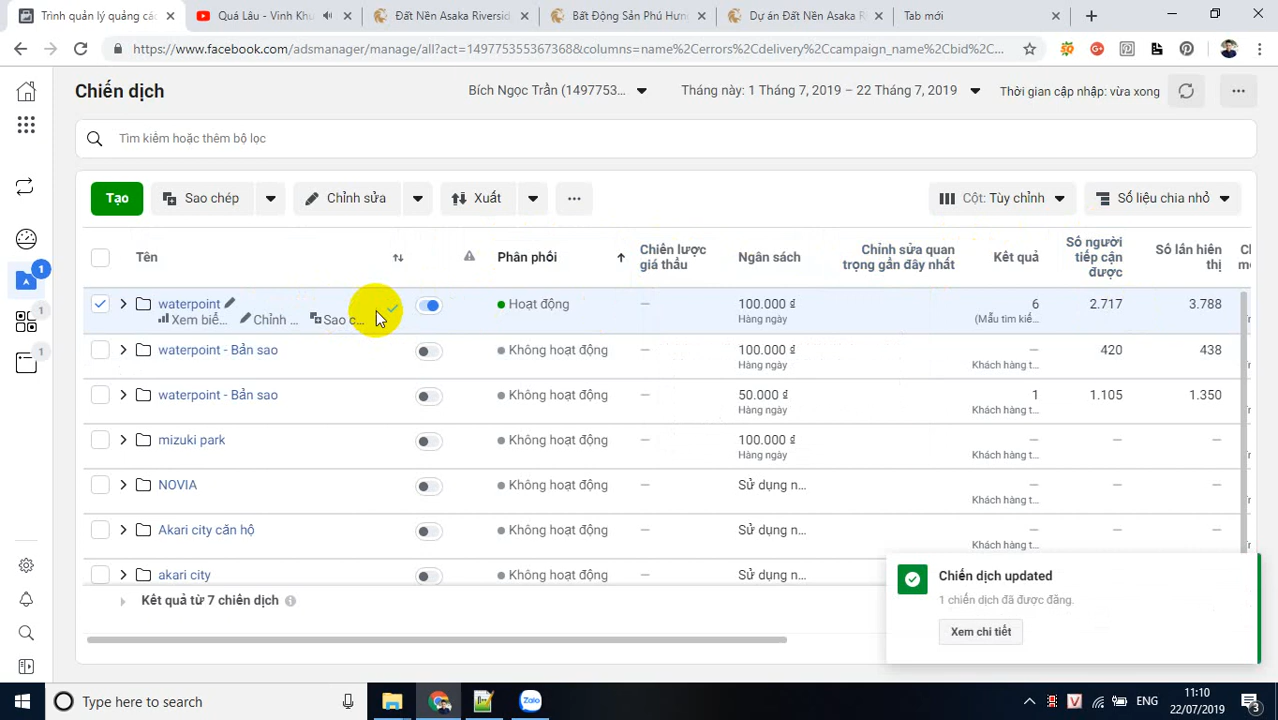 Trình quản lý quảng cá
Quá Lâu - Vinh Khu
Đất Nền Asaka Riversid
Bất Động Sản Phú Hưn
Dự án Đất Nền Asaka R
Tab mới
https://www.facebook.com/adsmanager/manage/all?act=149775355367368&columns=name%2Cerrors%2Cdelivery%2Ccampaign_name%2Cbid%2C...
Chiến dịch
Bích Ngọc Trần (1497753...
Tháng này: 1 Tháng 7, 2019 – 22 Tháng 7, 2019
Thời gian cập nhập: vừa xong
Tìm kiếm hoặc thêm bộ lọc
Tạo
Sao chép
Chỉnh sửa
Xuất
Cột: Tùy chỉnh
Số liệu chia nhỏ
Tên
Phân phối
Chiến lược
giá thầu
Ngân sách
Chỉnh sửa quan
trọng gần đây nhất
Kết quả
Số người
tiếp cận
được
Số lần hiển
thị
waterpoint
Hoạt động
—
100.000 ₫
6
2.717
3.788
Xem biể...
Chỉnh ...
Sao c...
Hàng ngày
(Mẫu tìm kiế...
waterpoint - Bản sao
Không hoạt động
—
100.000 ₫
—
420
438
Hàng ngày
Khách hàng t...
waterpoint - Bản sao
Không hoạt động
—
50.000 ₫
1
1.105
1.350
Hàng ngày
Khách hàng t...
mizuki park
Không hoạt động
—
100.000 ₫
—
—
—
Hàng ngày
Khách hàng t...
NOVIA
Không hoạt động
—
Sử dụng n...
—
—
—
Khách hàng t...
Akari city căn hộ
Không hoạt động
—
Sử dụng n...
—
—
—
Khách hàng t...
akari city
Không hoạt động
—
Sử dụng n...
Kết quả từ 7 chiến dịch
Chiến dịch updated
1 chiến dịch đã được đăng.
Xem chi tiết
1
1
1
Type here to search
ENG
11:10
22/07/2019
3